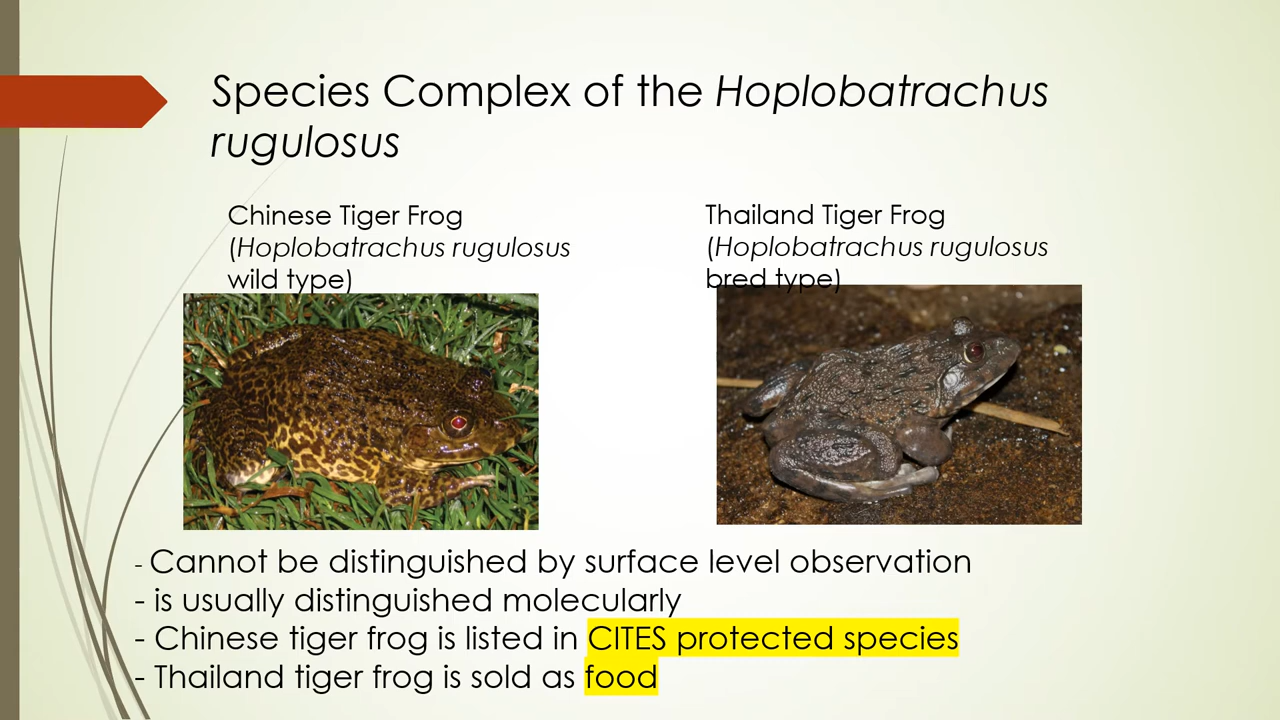 Species Complex of the Hoplobatrachus
rugulosus
Chinese Tiger Frog
(Hoplobatrachus rugulosus
wild type)
Thailand Tiger Frog
(Hoplobatrachus rugulosus
bred type)
- Cannot be distinguished by surface level observation
- is usually distinguished molecularly
- Chinese tiger frog is listed in CITES protected species
- Thailand tiger frog is sold as food